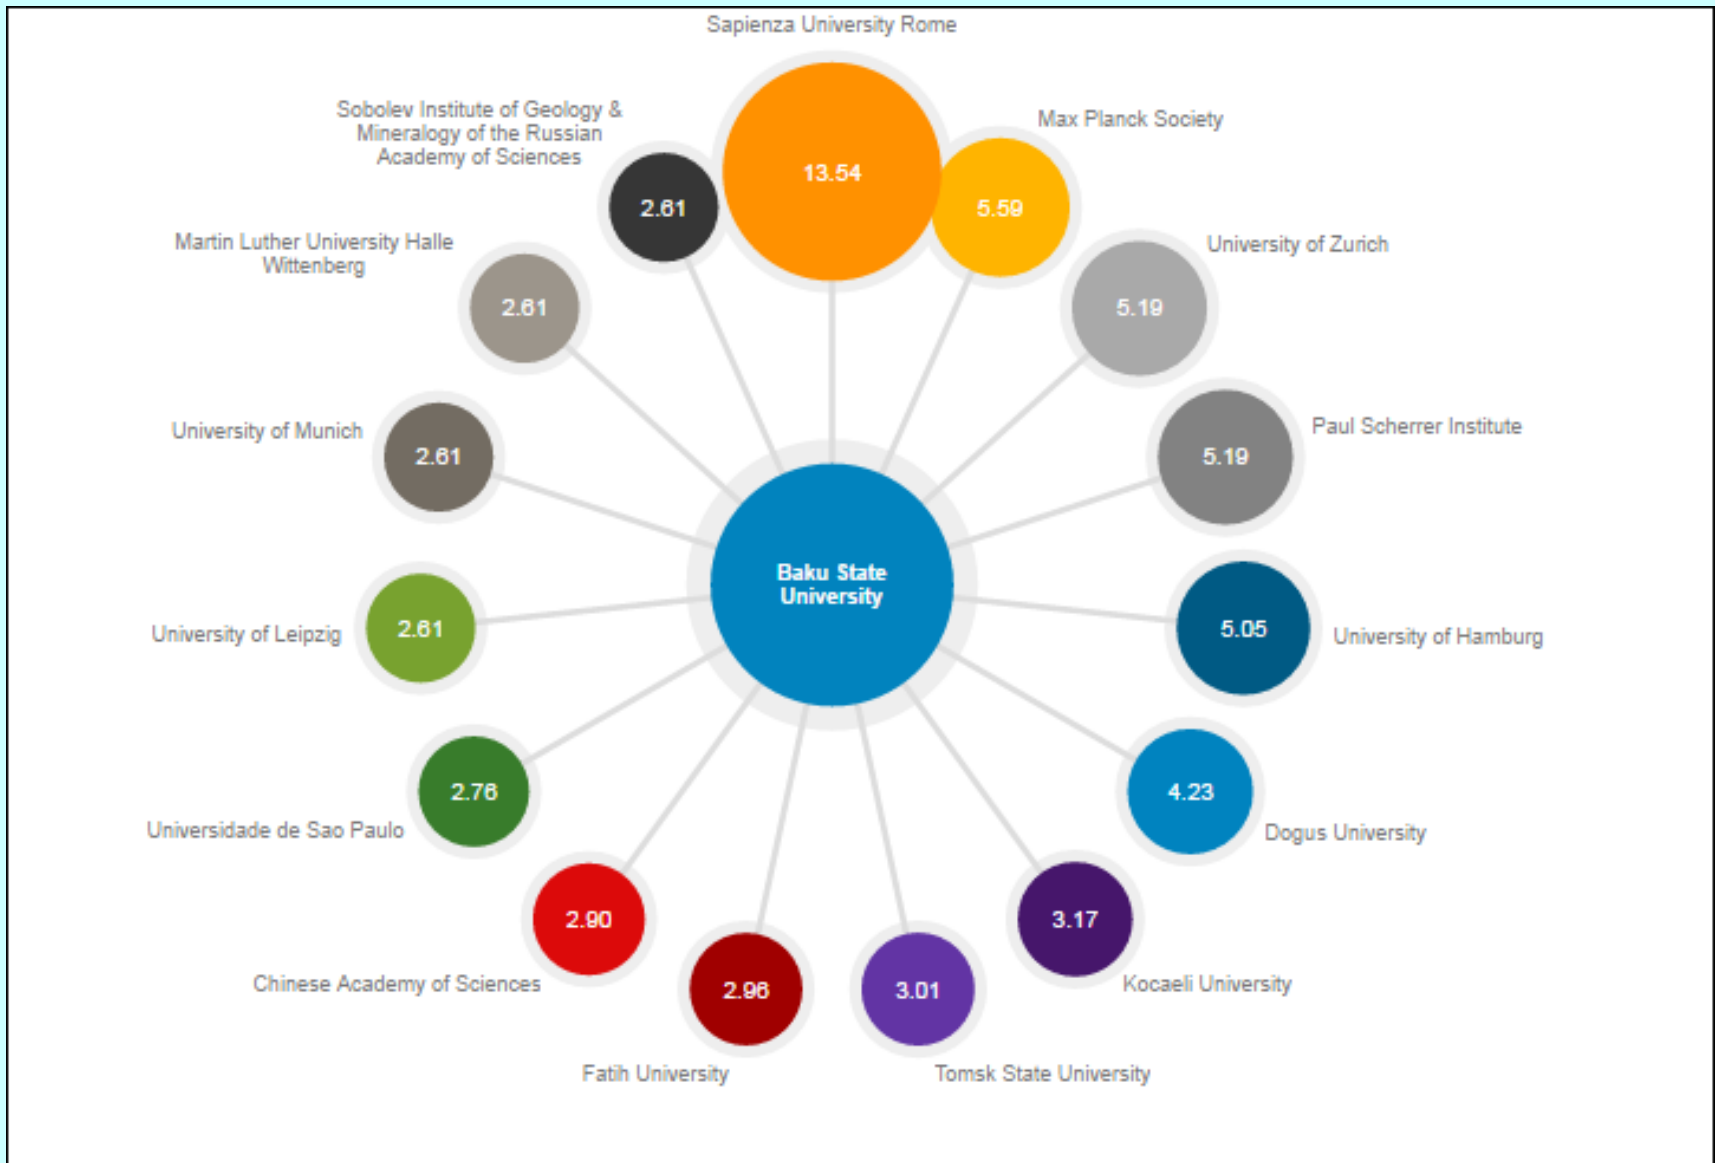 Sapienza University Rome
13.54
Max Planck Society
5.59
University of Zurich
5.19
Paul Scherrer Institute
5.19
University of Hamburg
5.05
Dogus University
4.23
Kocaeli University
3.17
Tomsk State University
3.01
Fatih University
2.96
Chinese Academy of Sciences
2.90
Universidade de Sao Paulo
2.76
University of Leipzig
2.61
University of Munich
2.61
Martin Luther University Halle
Wittenberg
2.61
Sobolev Institute of Geology &
Mineralogy of the Russian
Academy of Sciences
2.61
Baku State
University